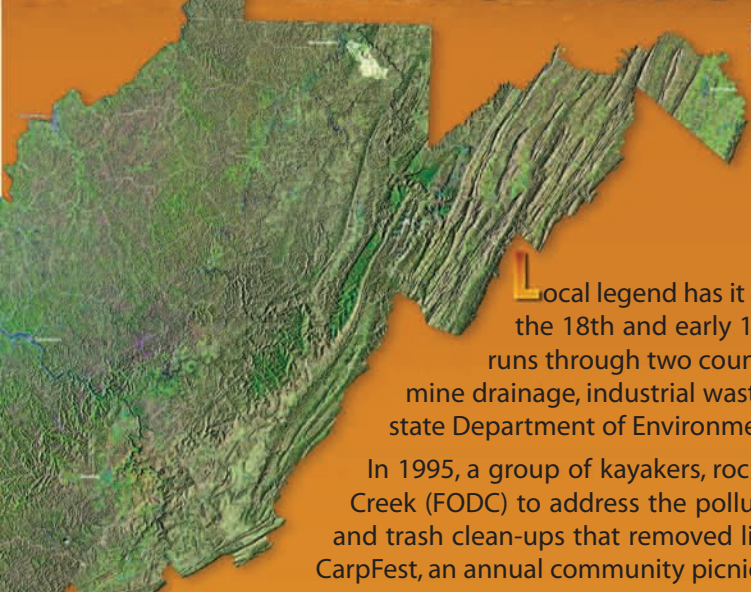 Local legend has it
the 18th and early 1
runs through two coun
mine drainage, industrial wast
state Department of Environme
In 1995, a group of kayakers, roc
Creek (FODC) to address the pollu
and trash clean-ups that removed li
CarpFest, an annual community picnic